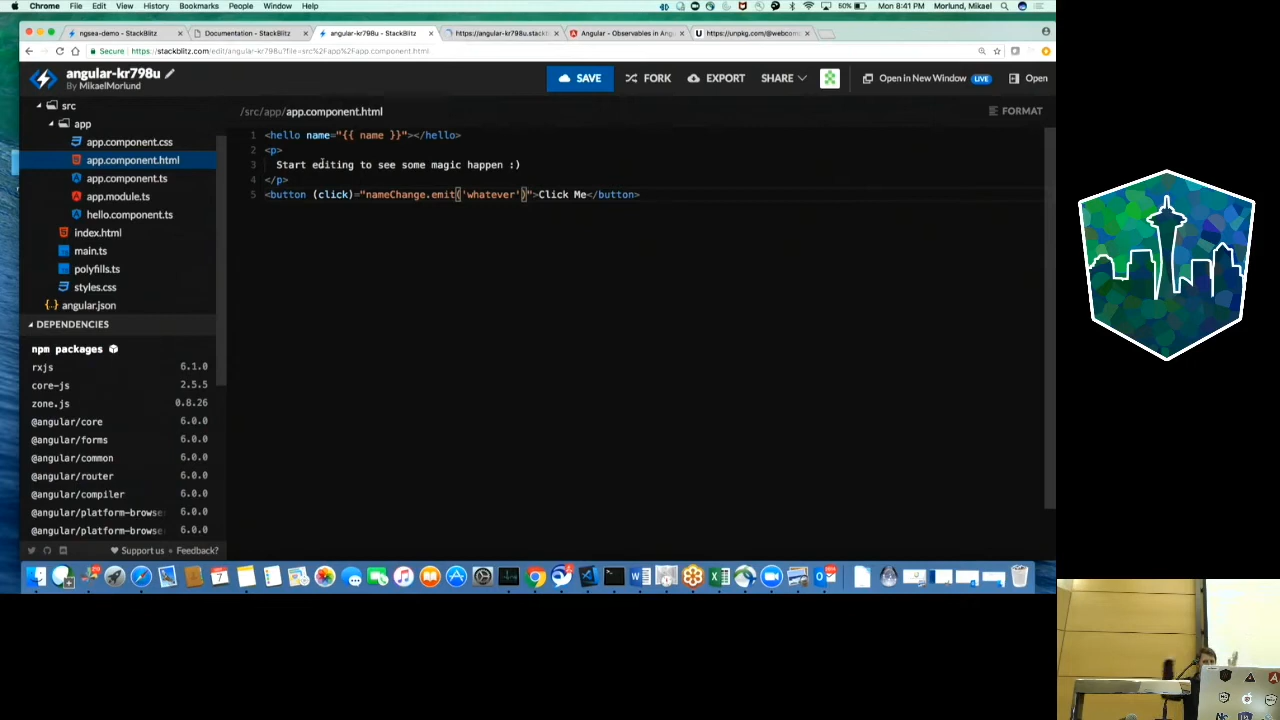 Chrome File Edit View History Bookmarks People Window Help 50% Mon 8:41 PM Morlund, Mikael
ngsea-demo - StackBlitz
Documentation - StackBlitz
angular-kr798u - StackBlitz
https://angular-kr798u.stackb
Angular - Observables in Ang
https://unpkg.com/@webcom
Secure https://stackblitz.com/edit/angular-kr798u?file=src%2Fapp%2Fapp.component.html
angular-kr798u
By MikaelMorlund
SAVE FORK EXPORT SHARE Open in New Window LIVE Open
src
app
app.component.css
app.component.html
app.component.ts
app.module.ts
hello.component.ts
index.html
main.ts
polyfills.ts
styles.css
angular.json
DEPENDENCIES
npm packages
rxjs 6.1.0
core-js 2.5.5
zone.js 0.8.26
@angular/core 6.0.0
@angular/forms 6.0.0
@angular/common 6.0.0
@angular/router 6.0.0
@angular/compiler 6.0.0
@angular/platform-browse 6.0.0
@angular/platform-browse 6.0.0
Support us • Feedback?
/src/app/app.component.html FORMAT
1 <hello name="{{ name }}"></hello>
2 <p>
3 Start editing to see some magic happen :)
4 </p>
5 <button (click)="nameChange.emit('whatever')">Click Me</button>